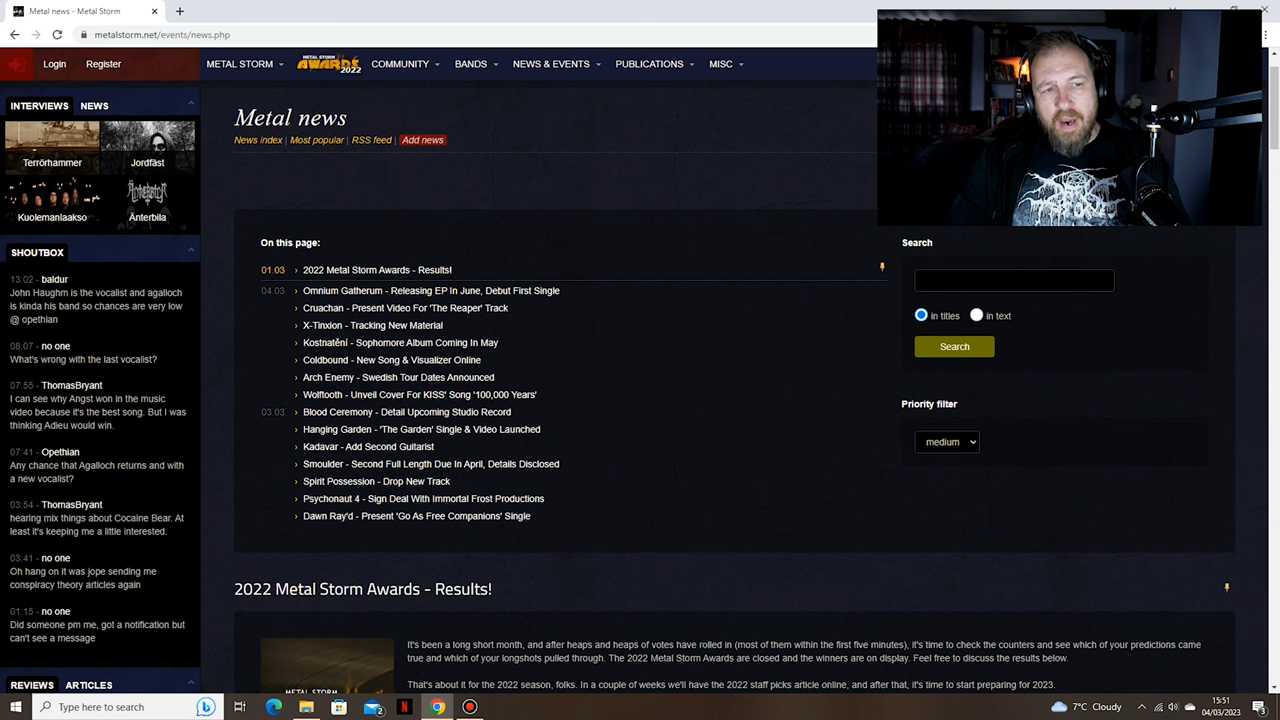 Metal news - Metal Storm
metalstorm.net/events/news.php
Login
Register
METAL STORM
METAL STORM
AWARDS
2022
COMMUNITY
BANDS
NEWS & EVENTS
PUBLICATIONS
MISC
INTERVIEWS
NEWS
Terrörhammer
Jordfäst
Kuolemanlaakso
Änterbila
SHOUTBOX
13:02 - baldur
John Haughm is the vocalist and agalloch
is kinda his band so chances are very low
@ opethian
08:07 - no one
What's wrong with the last vocalist?
07:55 - ThomasBryant
I can see why Angst won in the music
video because it's the best song. But I was
thinking Adieu would win.
07:41 - Opethian
Any chance that Agalloch returns and with
a new vocalist?
03:54 - ThomasBryant
hearing mix things about Cocaine Bear. At
least it's keeping me a little interested.
03:41 - no one
Oh hang on it was jope sending me
conspiracy theory articles again
01:15 - no one
Did someone pm me, got a notification but
can't see a message
REVIEWS
ARTICLES
Metal news
News index | Most popular | RSS feed | Add news
On this page:
01.03 › 2022 Metal Storm Awards - Results!
04.03 › Omnium Gatherum - Releasing EP In June, Debut First Single
› Cruachan - Present Video For 'The Reaper' Track
› X-Tinxion - Tracking New Material
› Kostnatění - Sophomore Album Coming In May
› Coldbound - New Song & Visualizer Online
› Arch Enemy - Swedish Tour Dates Announced
› Wolftooth - Unveil Cover For KISS' Song '100,000 Years'
03.03 › Blood Ceremony - Detail Upcoming Studio Record
› Hanging Garden - 'The Garden' Single & Video Launched
› Kadavar - Add Second Guitarist
› Smoulder - Second Full Length Due In April, Details Disclosed
› Spirit Possession - Drop New Track
› Psychonaut 4 - Sign Deal With Immortal Frost Productions
› Dawn Ray'd - Present 'Go As Free Companions' Single
Search
in titles
in text
Search
Priority filter
medium
2022 Metal Storm Awards - Results!
METAL STORM
It's been a long short month, and after heaps and heaps of votes have rolled in (most of them within the first five minutes), it's time to check the counters and see which of your predictions came
true and which of your longshots pulled through. The 2022 Metal Storm Awards are closed and the winners are on display. Feel free to discuss the results below.
That's about it for the 2022 season, folks. In a couple of weeks we'll have the 2022 staff picks article online, and after that, it's time to start preparing for 2023.
Type here to search
7°C Cloudy
15:51
04/03/2023